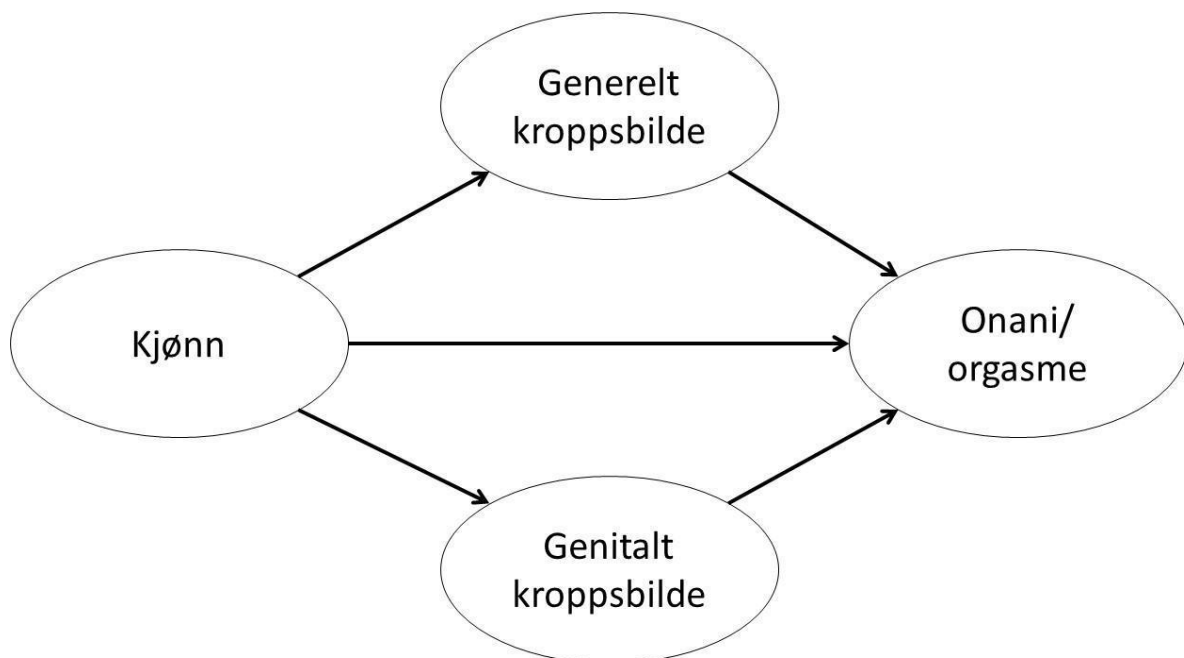 Generelt
kroppsbilde
Kjønn
Onani/
orgasme
Genitalt
kroppsbilde